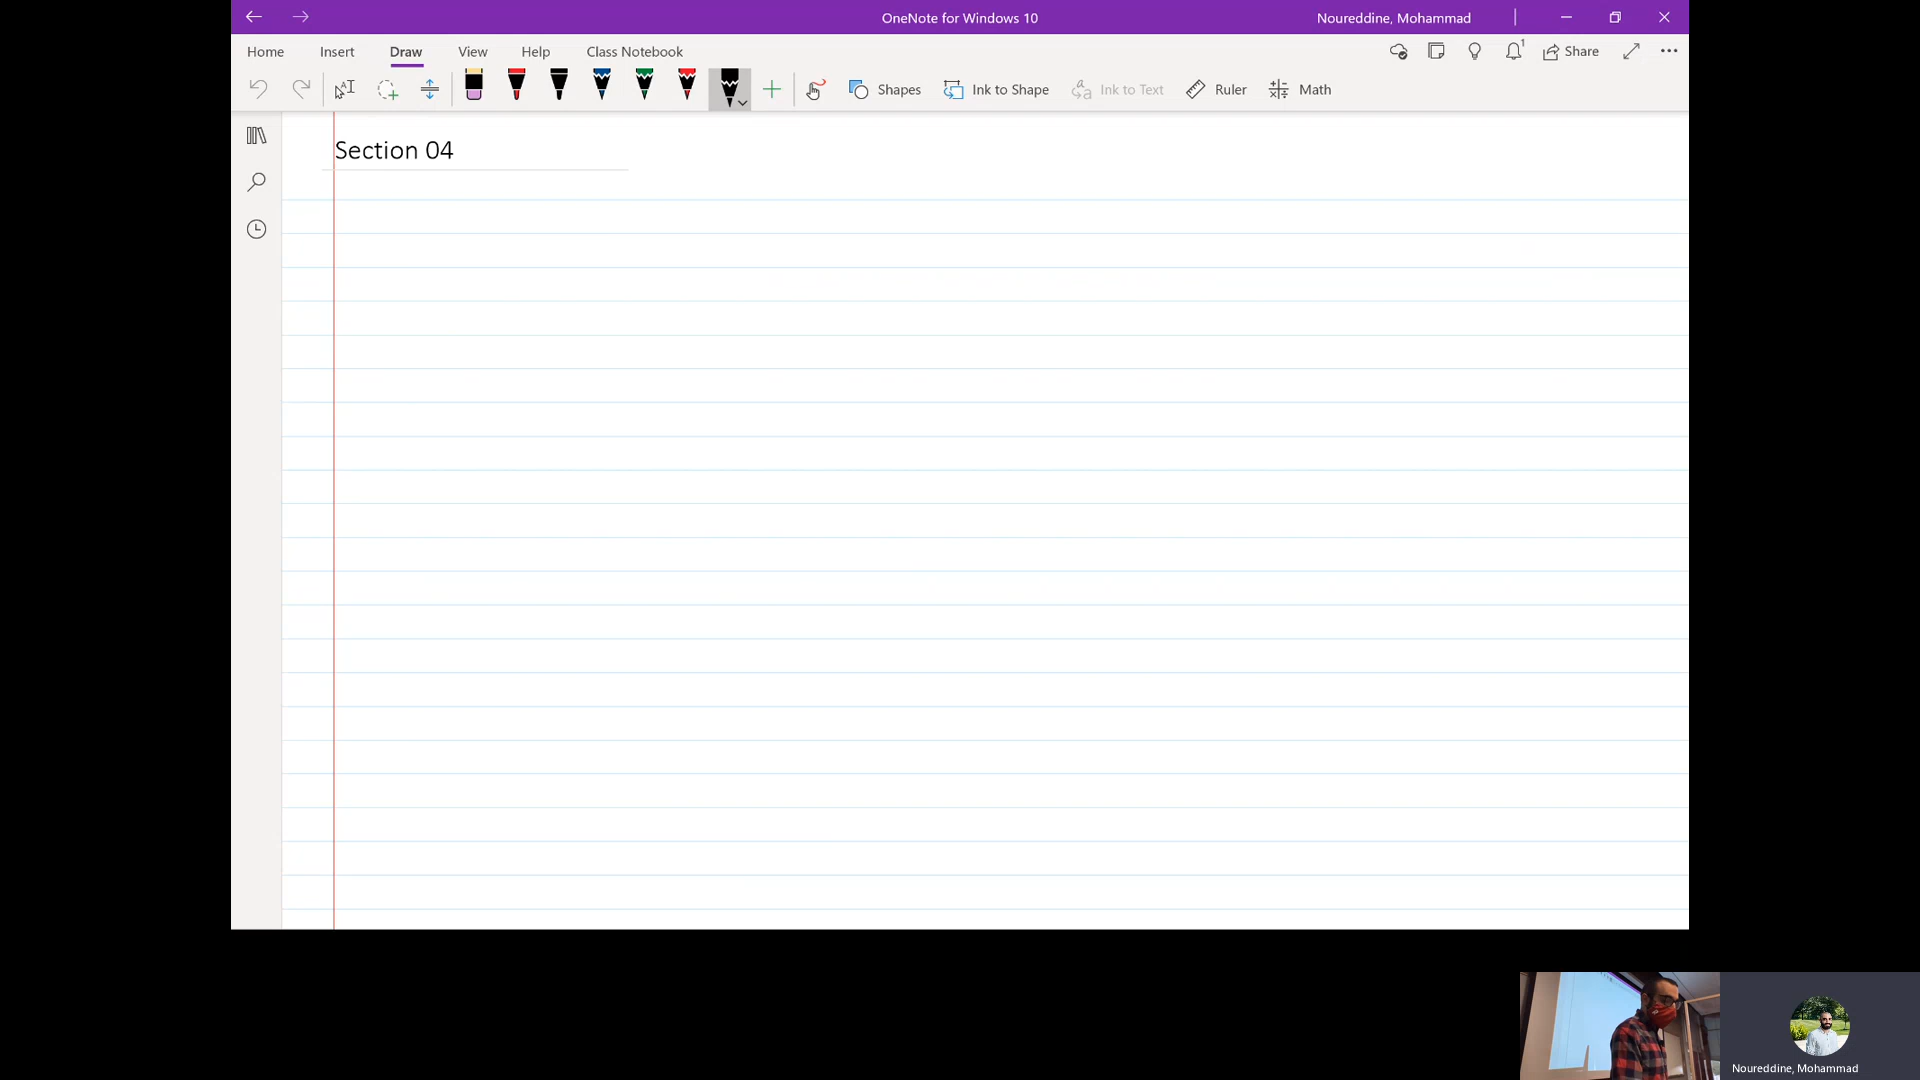 OneNote for Windows 10
Noureddine, Mohammad
Home Insert Draw View Help Class Notebook
1
Share
Shapes Ink to Shape Ink to Text Ruler Math
Section 04
Noureddine, Mohammad